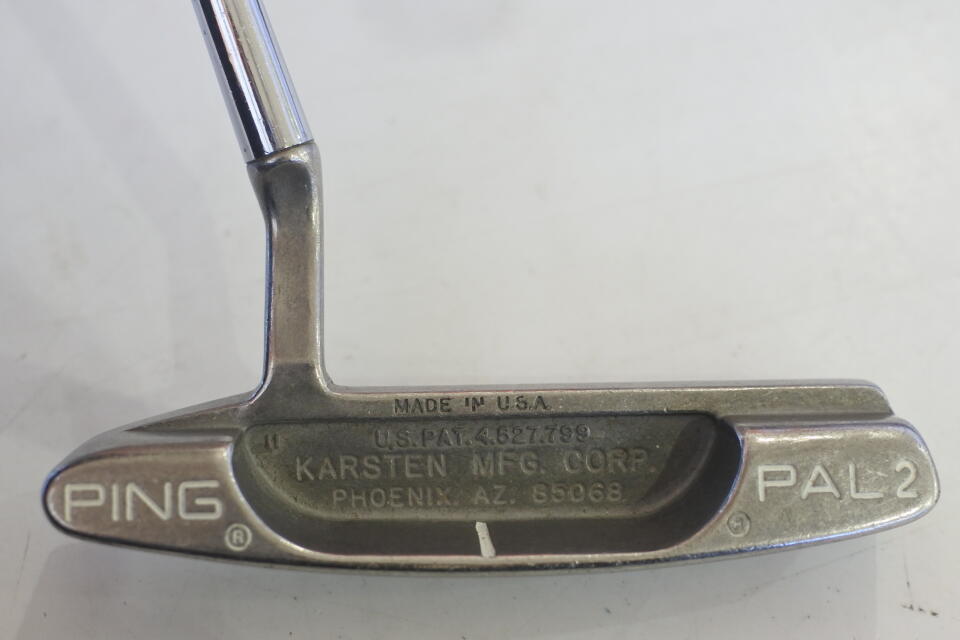 MADE IN U.S.A.
U.S. PAT. 4.627.799
KARSTEN MFG. CORP.
PHOENIX. AZ. 85068
PING ®
PAL 2